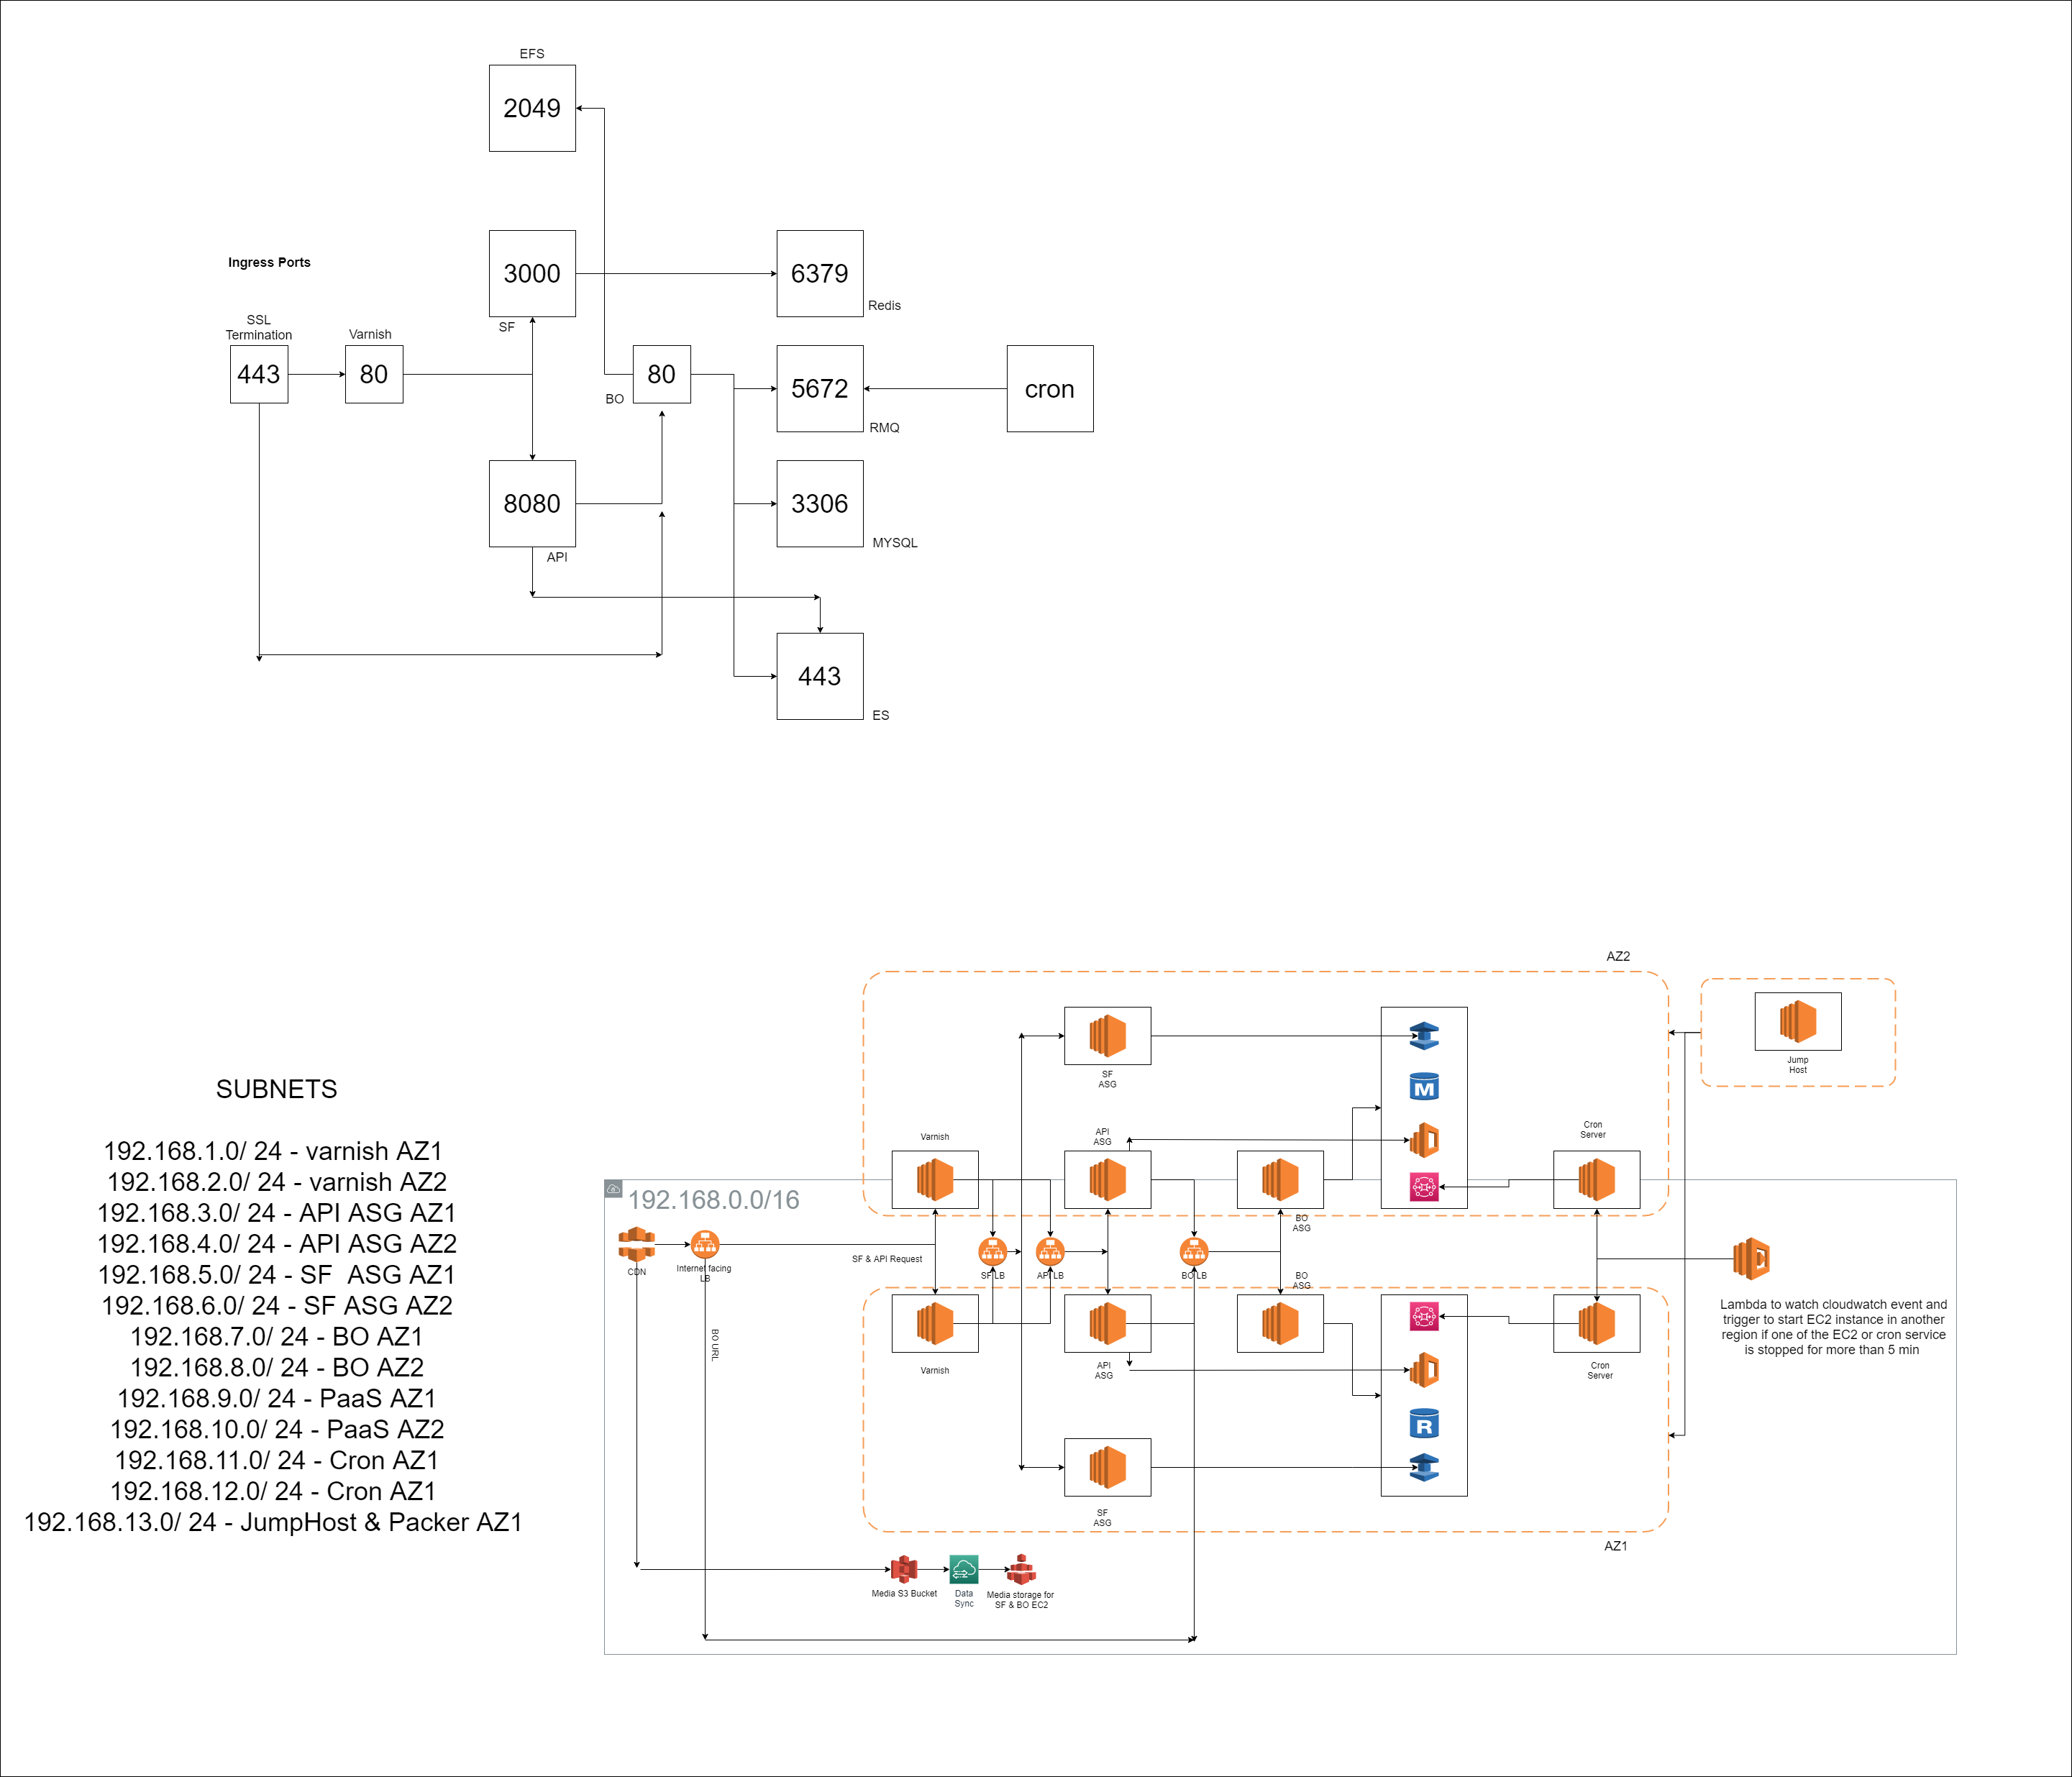 EFS
2049
Ingress Ports
3000
SF
6379
Redis
SSL
Termination
443
Varnish
80
BO
80
5672
RMQ
cron
8080
API
3306
MYSQL
443
ES
SUBNETS
192.168.1.0/ 24 - varnish AZ1
192.168.2.0/ 24 - varnish AZ2
192.168.3.0/ 24 - API ASG AZ1
192.168.4.0/ 24 - API ASG AZ2
192.168.5.0/ 24 - SF  ASG AZ1
192.168.6.0/ 24 - SF ASG AZ2
192.168.7.0/ 24 - BO AZ1
192.168.8.0/ 24 - BO AZ2
192.168.9.0/ 24 - PaaS AZ1
192.168.10.0/ 24 - PaaS AZ2
192.168.11.0/ 24 - Cron AZ1
192.168.12.0/ 24 - Cron AZ1
192.168.13.0/ 24 - JumpHost & Packer AZ1
AZ2
Jump
Host
SF
ASG
M
Varnish
API
ASG
Cron
Server
192.168.0.0/16
BO
ASG
CDN
Internet facing
LB
SF & API Request
SF LB
API LB
BO LB
BO
ASG
BO URL
Varnish
API
ASG
R
Cron
Server
Lambda to watch cloudwatch event and
trigger to start EC2 instance in another
region if one of the EC2 or cron service
is stopped for more than 5 min
SF
ASG
AZ1
Media S3 Bucket
Data
Sync
Media storage for
SF & BO EC2